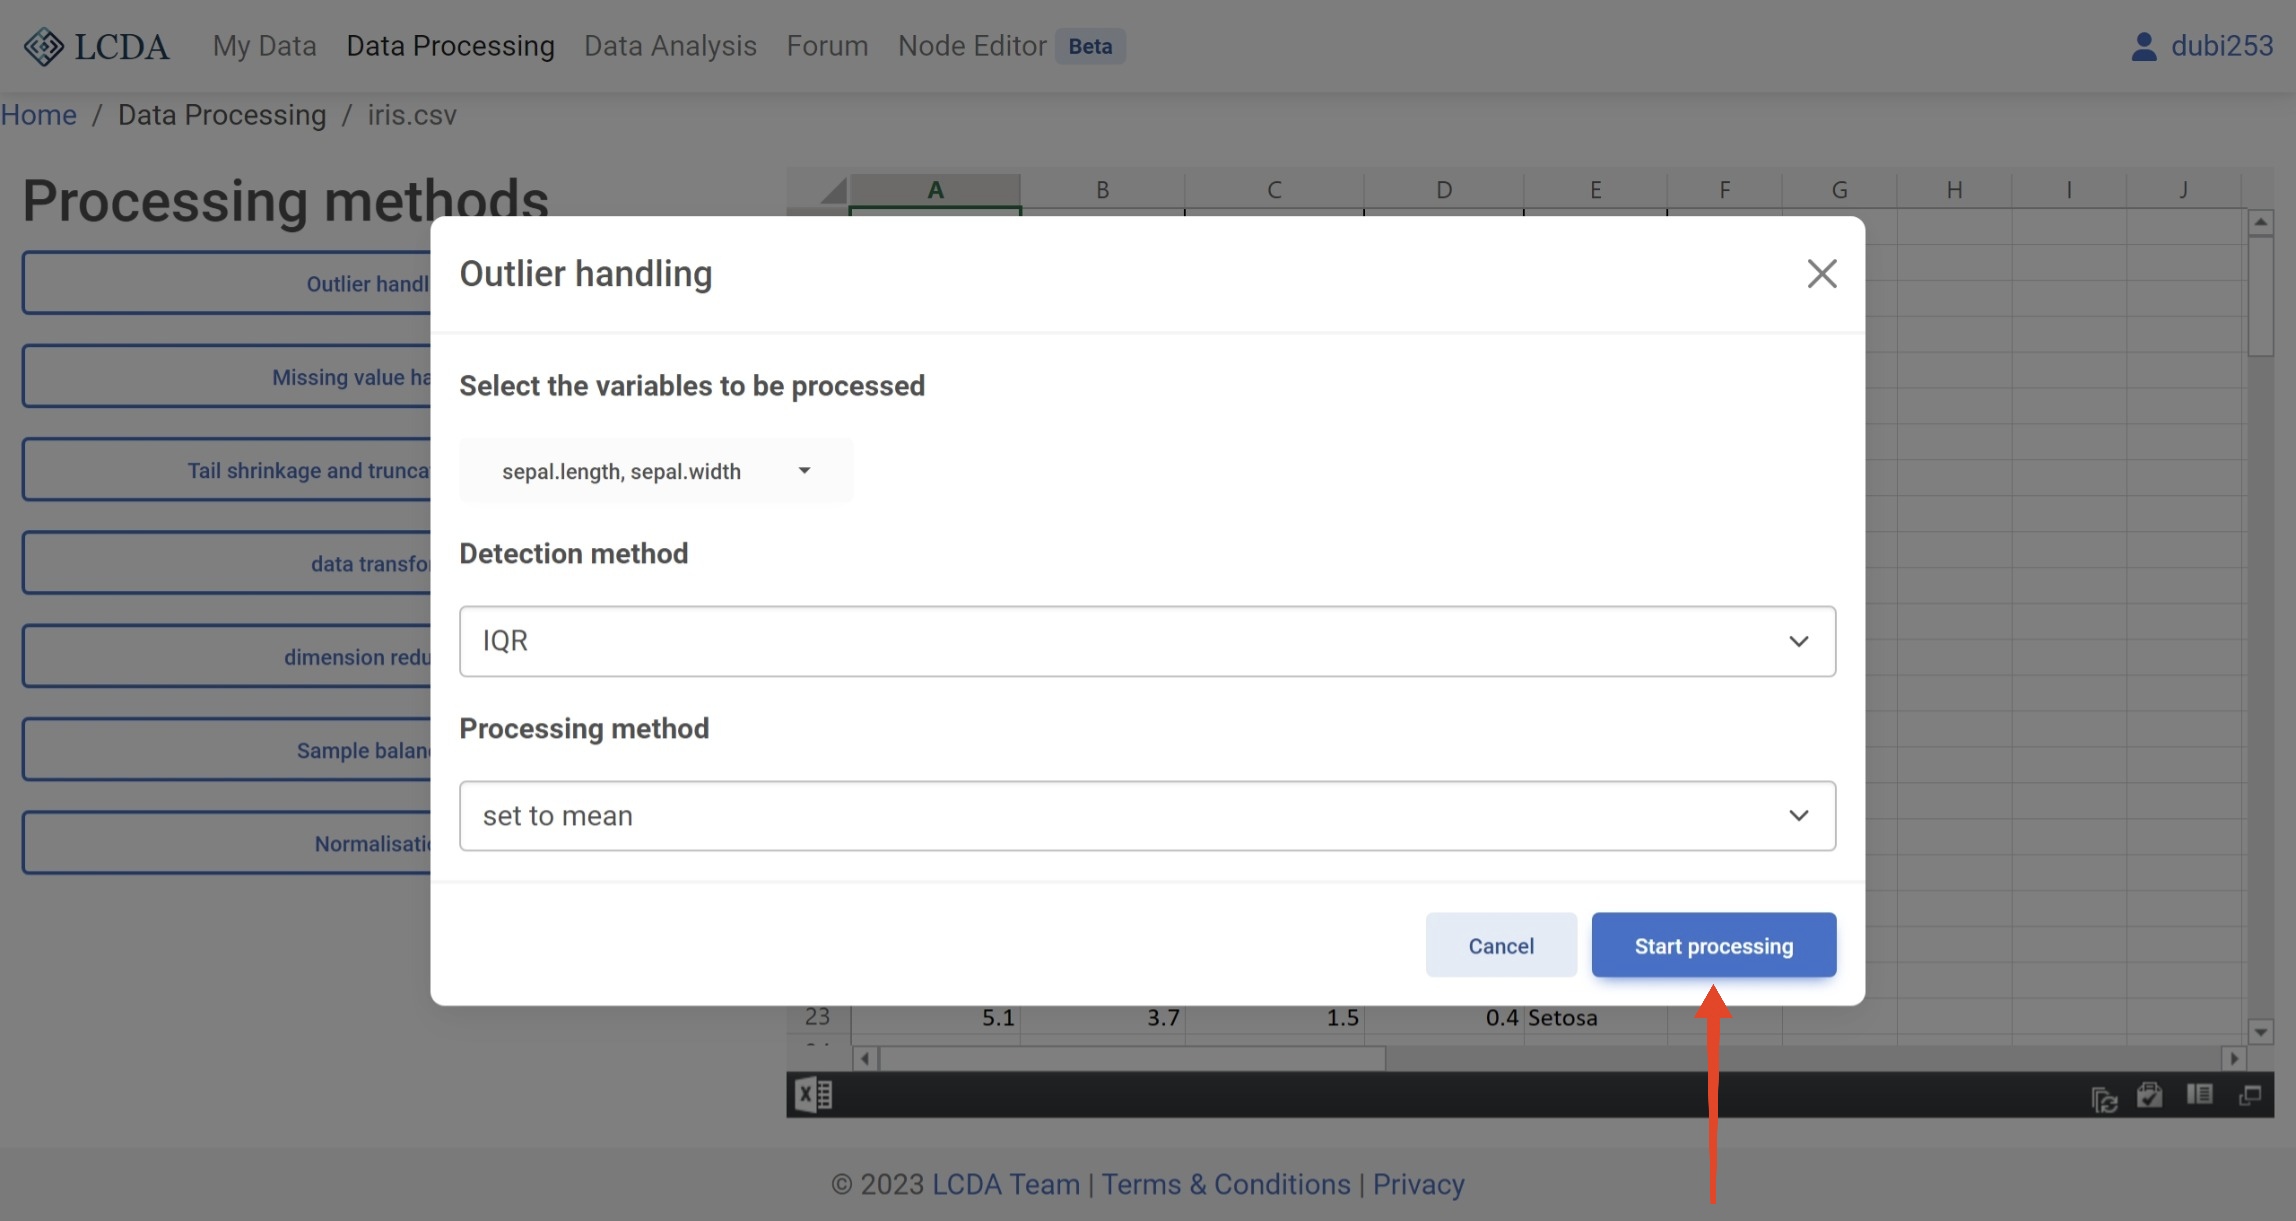 LCDA My Data Data Processing Data Analysis Forum Node Editor Beta dubi253
Home / Data Processing / iris.csv
Processing methods
A B C D E F G H I J
Outlier handl
Missing value ha
Tail shrinkage and trunca
data transfo
dimension redu
Sample balan
Normalisati
Outlier handling
Select the variables to be processed
sepal.length, sepal.width
Detection method
IQR
Processing method
set to mean
Cancel Start processing
23 5.1 3.7 1.5 0.4 Setosa
© 2023 LCDA Team | Terms & Conditions | Privacy